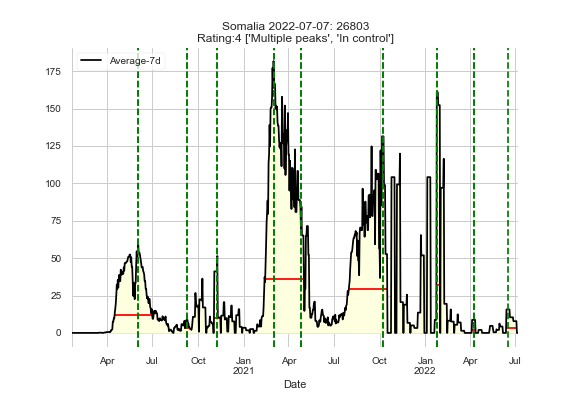 Somalia 2022-07-07: 26803
Rating:4 ['Multiple peaks', 'In control']
Average-7d
175
150
125
100
75
50
25
0
Apr Jul Oct Jan Apr Jul Oct Jan Apr Jul
2021 2022
Date